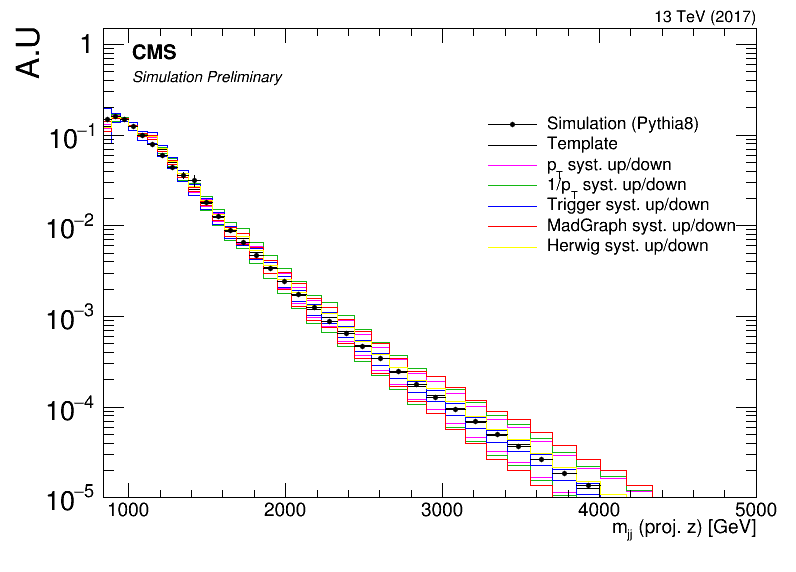 13 TeV (2017)
A.U
CMS
Simulation Preliminary
Simulation (Pythia8)
Template
p_T syst. up/down
1/p_T syst. up/down
Trigger syst. up/down
MadGraph syst. up/down
Herwig syst. up/down
1
10⁻¹
10⁻²
10⁻³
10⁻⁴
10⁻⁵
1000 2000 3000 4000 5000
m_jj (proj. z) [GeV]